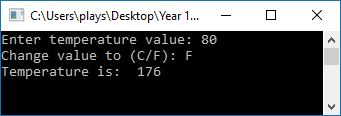 C:\Users\plays\Desktop\Year 1...
Enter temperature value: 80
Change value to (C/F): F
Temperature is:  176